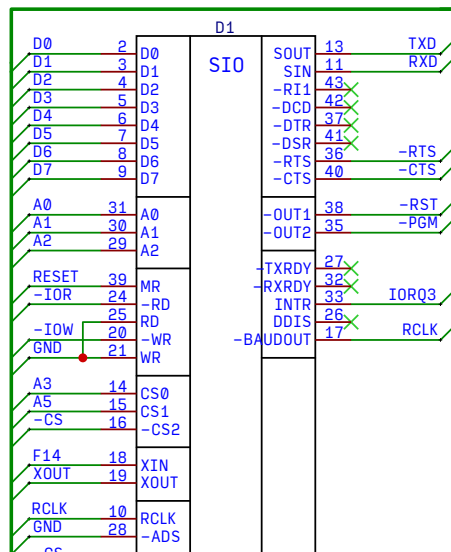 D1
SIO
D0 2 D0 SOUT 13 TXD
D1 3 D1 SIN 11 RXD
D2 4 D2 -RI1 43
D3 5 D3 -DCD 42
D4 6 D4 -DTR 37
D5 7 D5 -DSR 41
D6 8 D6 -RTS 36 -RTS
D7 9 D7 -CTS 40 -CTS
A0 31 A0 -OUT1 38 -RST
A1 30 A1 -OUT2 35 -PGM
A2 29 A2
-TXRDY 27
RESET 39 MR -RXRDY 32
-IOR 24 -RD INTR 33 IORQ3
25 RD DDIS 26
-IOW 20 -WR -BAUDOUT 17 RCLK
GND 21 WR
A3 14 CS0
A5 15 CS1
-CS 16 -CS2
F14 18 XIN
XOUT 19 XOUT
RCLK 10 RCLK
GND 28 -ADS